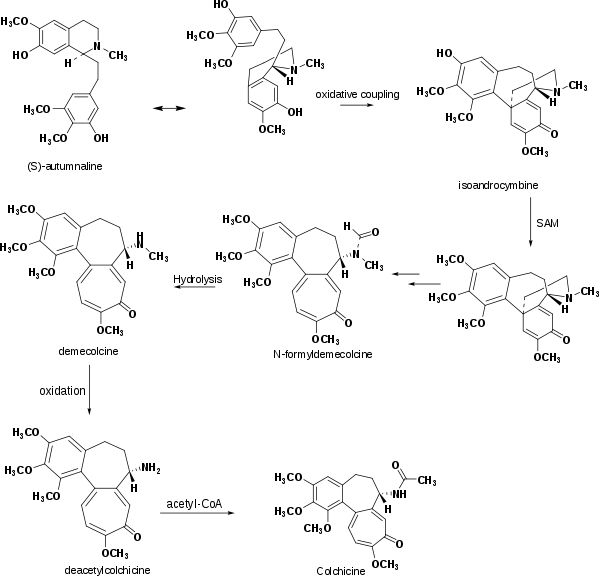 H₃CO
HO
N
CH₃
H
H₃CO
H₃CO
OH
(S)-autumnaline
HO
H₃CO
H₃CO
N
CH₃
H
OH
H₃CO
oxidative coupling
HO
H₃CO
H₃CO
N
CH₃
H
O
OCH₃
isoandrocymbine
SAM
H₃CO
H₃CO
H₃CO
N
CH₃
H
O
OCH₃
H₃CO
H₃CO
H₃CO
O
N
CH₃
H
O
OCH₃
N-formyldemecolcine
Hydrolysis
H₃CO
H₃CO
H₃CO
H
N
CH₃
H
O
OCH₃
demecolcine
oxidation
H₃CO
H₃CO
H₃CO
NH₂
H
O
OCH₃
deacetylcolchicine
acetyl-CoA
H₃CO
H₃CO
H₃CO
O
CH₃
NH
H
O
OCH₃
Colchicine